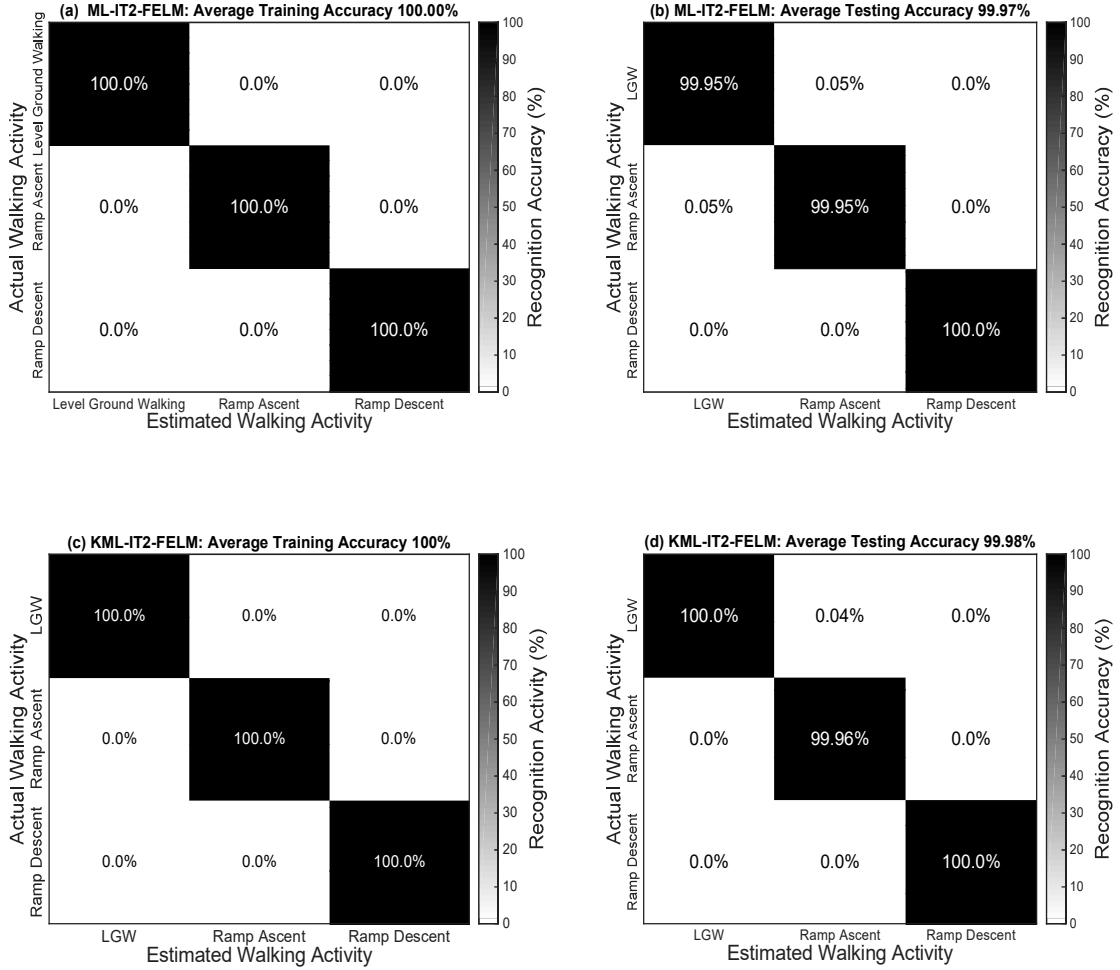 (a) ML-IT2-FELM: Average Training Accuracy 100.00%
Actual Walking Activity
Level Ground Walking
Ramp Ascent
Ramp Descent
100.0% 0.0% 0.0%
0.0% 100.0% 0.0%
0.0% 0.0% 100.0%
Level Ground Walking Ramp Ascent Ramp Descent
Estimated Walking Activity
100
90
80
70
60
50
40
30
20
10
0
Recognition Accuracy (%)
(b) ML-IT2-FELM: Average Testing Accuracy 99.97%
Actual Walking Activity
LGW
Ramp Ascent
Ramp Descent
99.95% 0.05% 0.0%
0.05% 99.95% 0.0%
0.0% 0.0% 100.0%
LGW Ramp Ascent Ramp Descent
Estimated Walking Activity
100
90
80
70
60
50
40
30
20
10
0
Recognition Accuracy (%)
(c) KML-IT2-FELM: Average Training Accuracy 100%
Actual Walking Activity
LGW
Ramp Ascent
Ramp Descent
100.0% 0.0% 0.0%
0.0% 100.0% 0.0%
0.0% 0.0% 100.0%
LGW Ramp Ascent Ramp Descent
Estimated Walking Activity
100
90
80
70
60
50
40
30
20
10
0
Recognition Activity (%)
(d) KML-IT2-FELM: Average Testing Accuracy 99.98%
Actual Walking Activity
LGW
Ramp Ascent
Ramp Descent
100.0% 0.04% 0.0%
0.0% 99.96% 0.0%
0.0% 0.0% 100.0%
LGW Ramp Ascent Ramp Descent
Estimated Walking Activity
100
90
80
70
60
50
40
30
20
10
0
Recognition Accuracy (%)